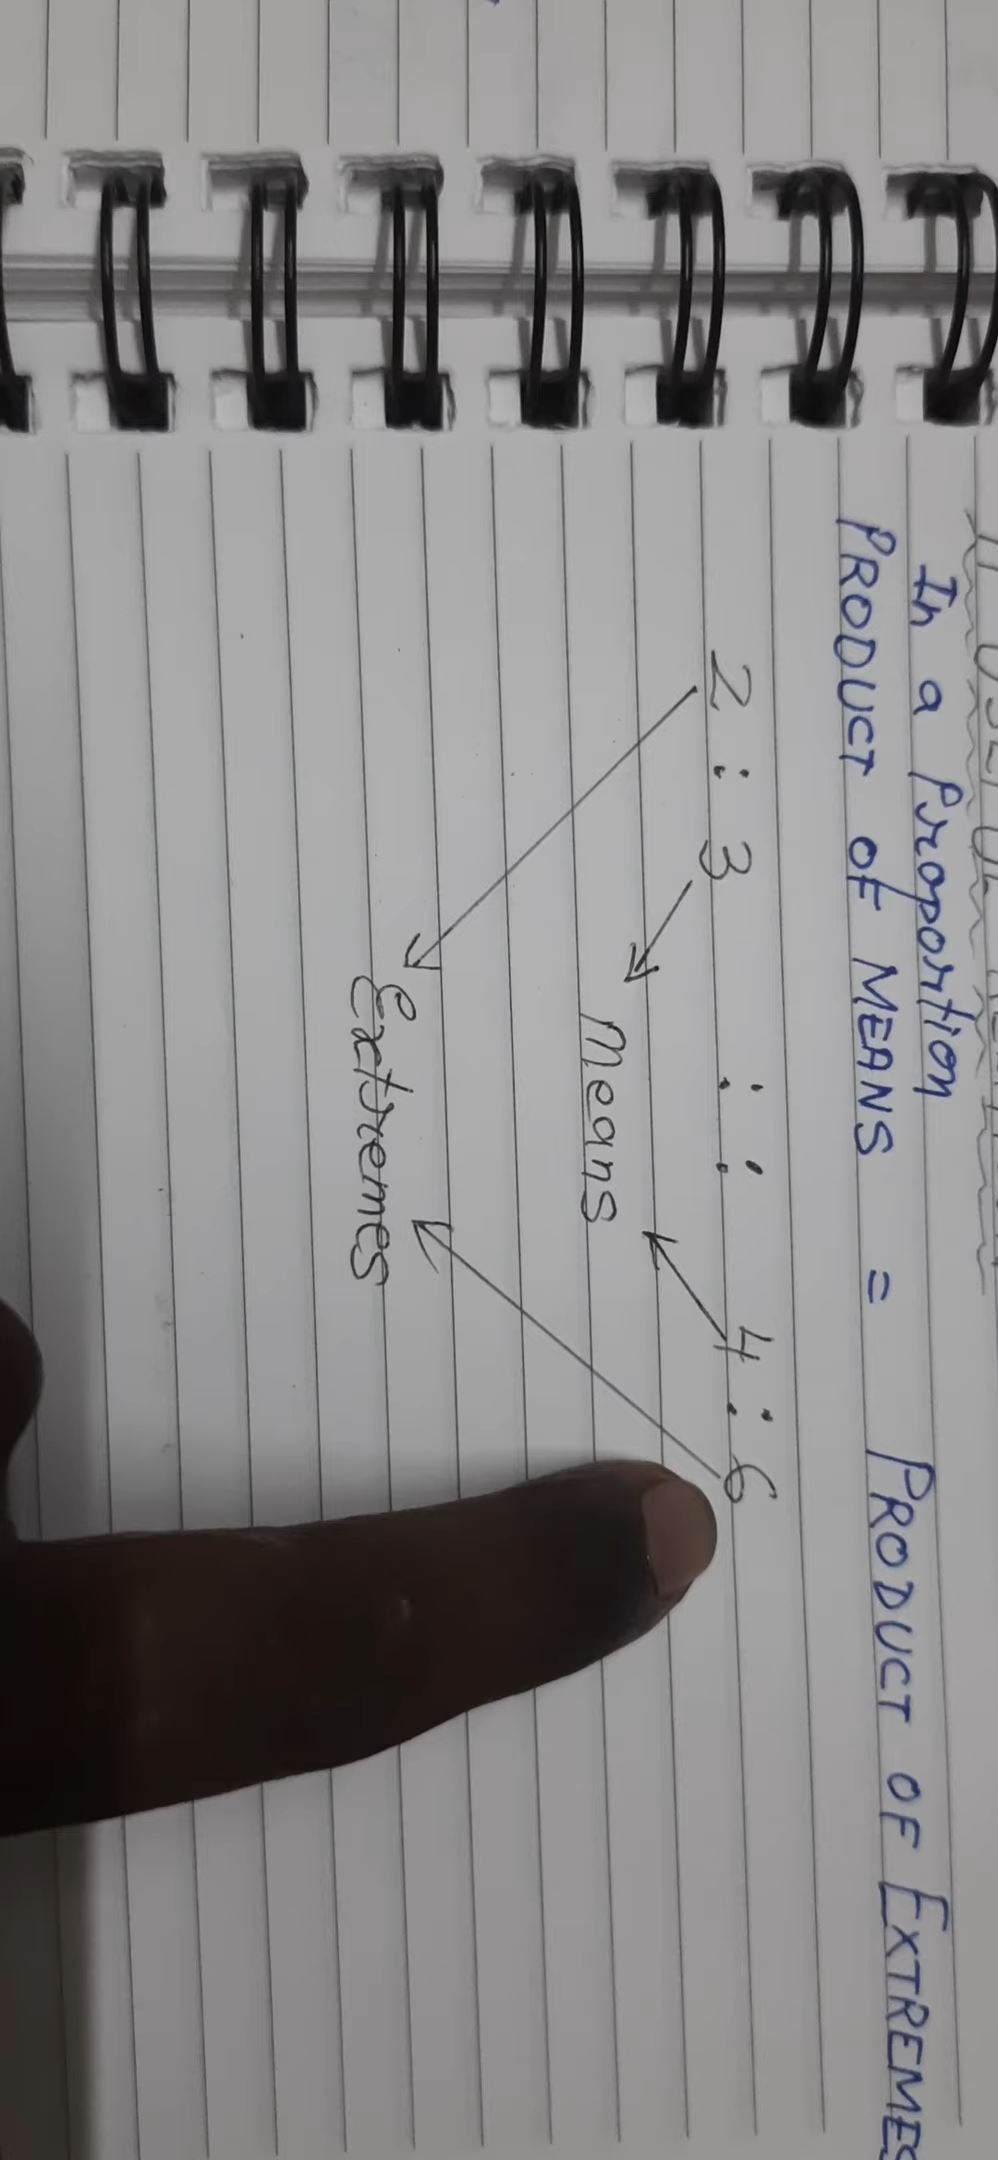 In a Proportion
PRODUCT OF MEANS = PRODUCT OF EXTREMES
2 : 3 : : 4 : 6
Means
Extremes